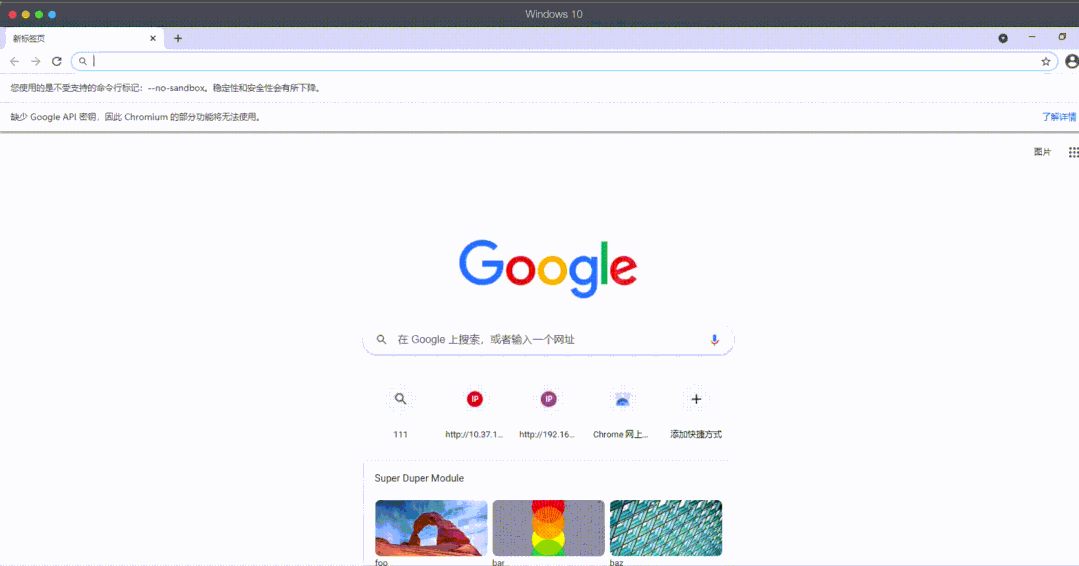 Windows 10
新标签页
您使用的是不受支持的命令行标记：--no-sandbox。稳定性和安全性会有所下降。
缺少 Google API 密钥，因此 Chromium 的部分功能将无法使用。
了解详情
图片
Google
在 Google 上搜索，或者输入一个网址
IP
IP
111
http://10.37.1...
http://192.16...
Chrome 网上...
添加快捷方式
Super Duper Module
foo
bar
baz